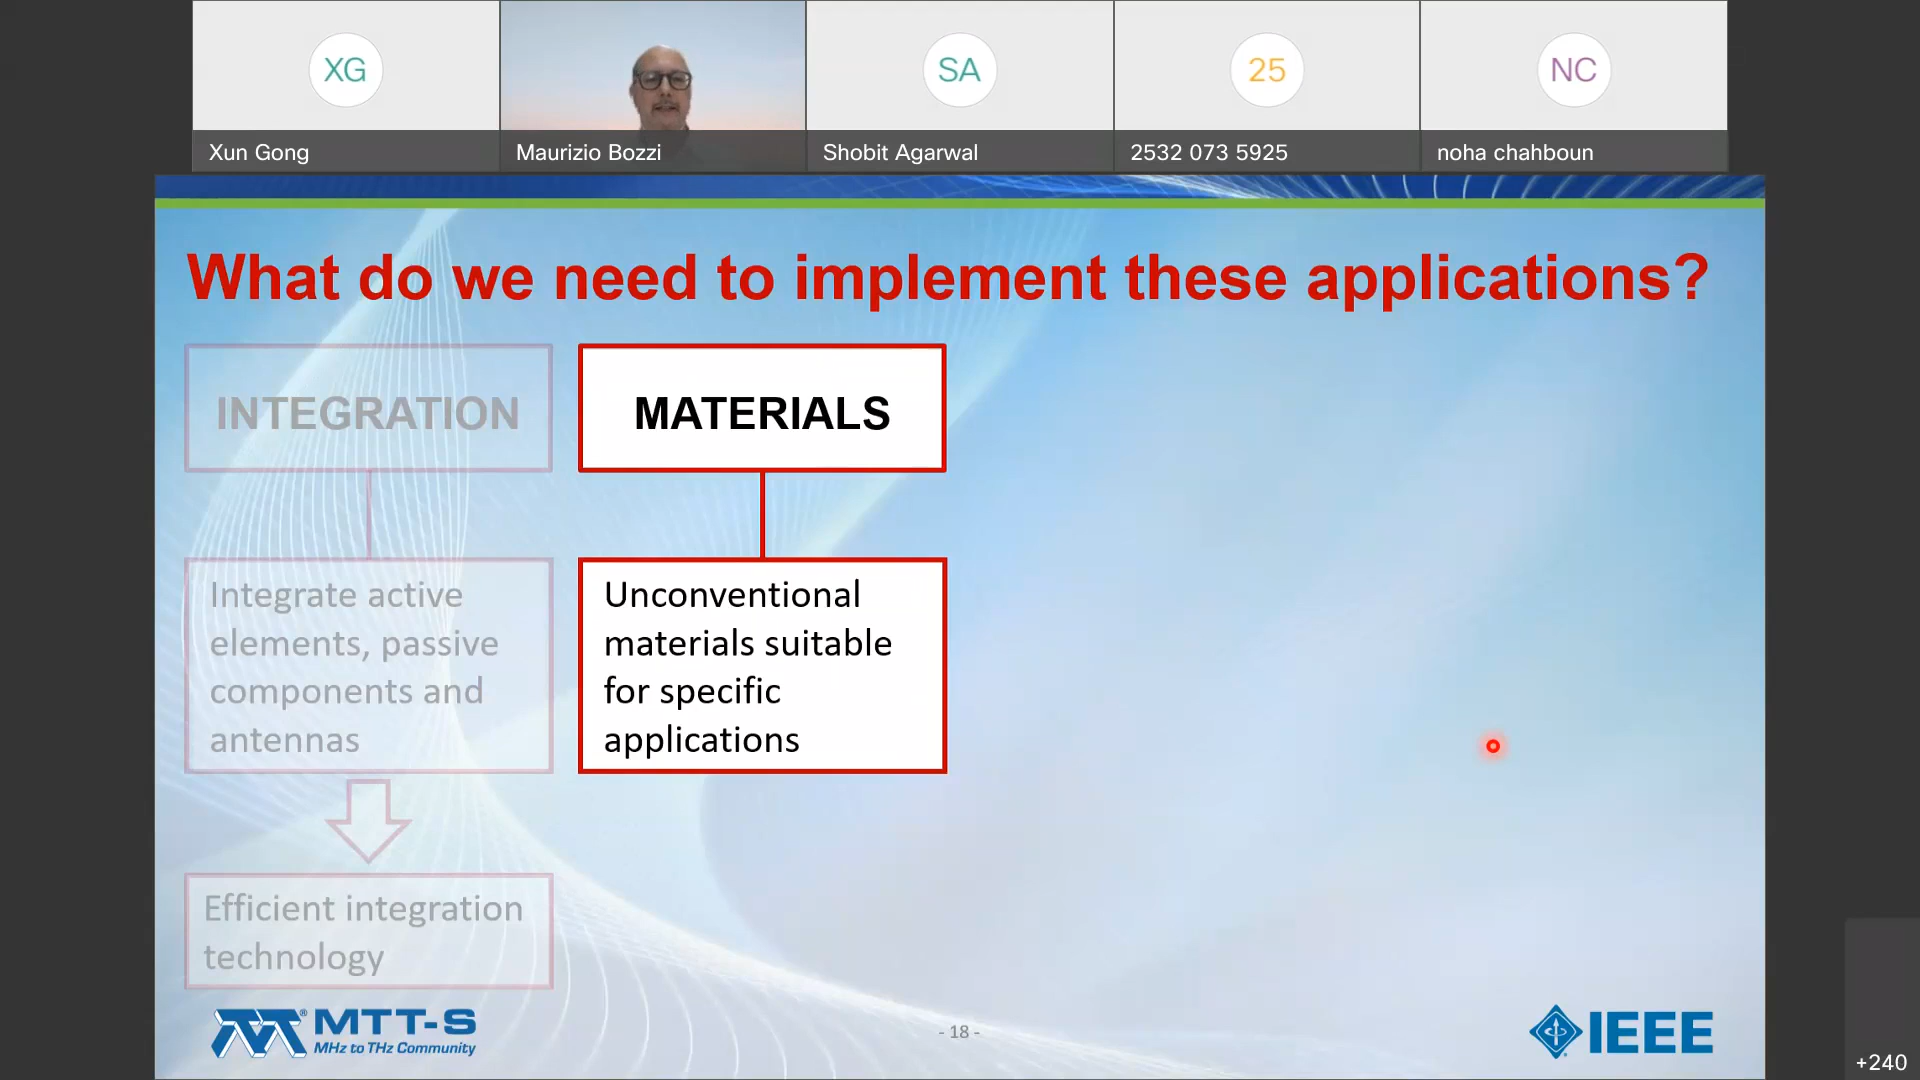 XG
SA
25
NC
Xun Gong
Maurizio Bozzi
Shobit Agarwal
2532 073 5925
noha chahboun
What do we need to implement these applications?
INTEGRATION
MATERIALS
Integrate active
elements, passive
components and
antennas
Unconventional
materials suitable
for specific
applications
Efficient integration
technology
MTT-S
MHz to THz Community
- 18 -
IEEE
+240